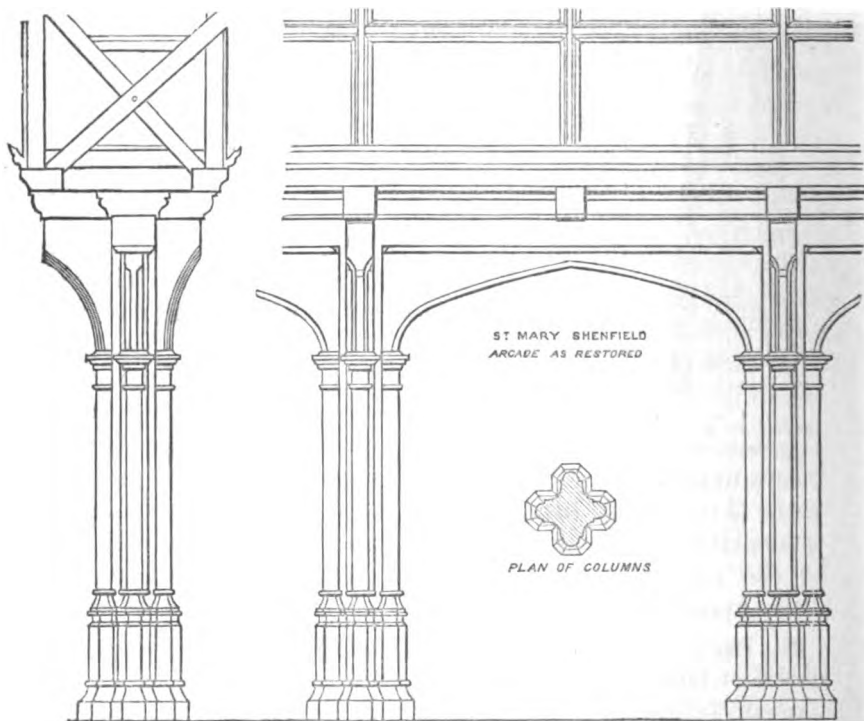 ST MARY SHENFIELD
ARCADE AS RESTORED
PLAN OF COLUMNS